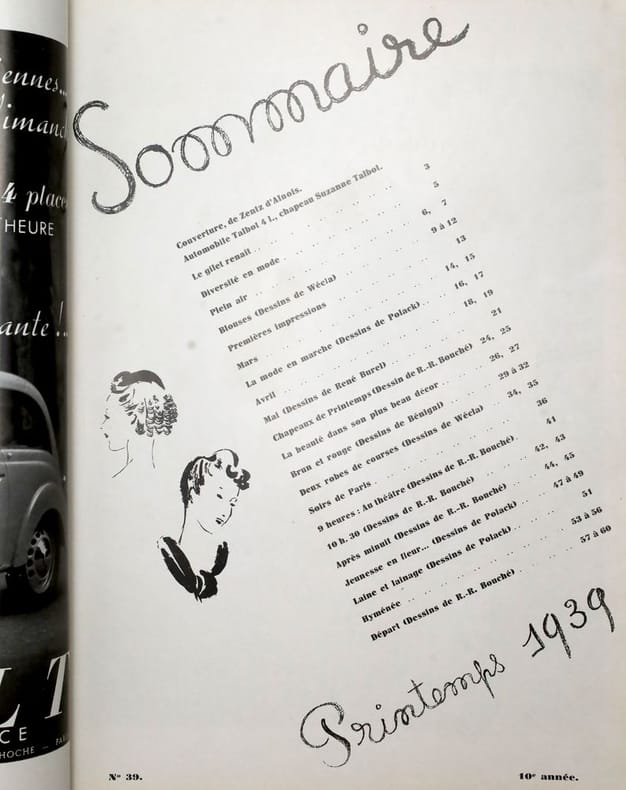 ennes...
imanc
4 place
HEURE
ante !..
LT
CE
HOCHE — PA
Sommaire
Couverture, de Zentz d'Alnois.
Automobile Talbot 4 l., chapeau Suzanne Talbot.
Le gilet renaît 3
Diversité en mode 5
Plein air 6, 7
Blouses (Dessins de Wécla) 9 à 12
Premières impressions 13
Mars 14, 15
La mode en marche (Dessins de Polack) 16, 17
Avril 18, 19
Mai (Dessins de René Burel) 21
Chapeaux de Printemps (Dessin de R.-R. Bouché) 24, 25
La beauté dans son plus beau décor 26, 27
Brun et rouge (Dessins de Bénigni) 29 à 32
Deux robes de courses (Dessins de Wécla) 34, 35
Soirs de Paris 36
9 heures : Au théâtre (Dessins de R.-R. Bouché) 41
10 h. 30 (Dessins de R.-R. Bouché) 42, 43
Après minuit (Dessins de R.-R. Bouché) 44, 45
Jeunesse en fleur... (Dessins de Polack) 47 à 49
Laine et lainage (Dessins de Polack) 51
Hyménée 53 à 56
Départ (Dessins de R.-R. Bouché) 57 à 60
Printemps 1939
N° 39.
10e année.